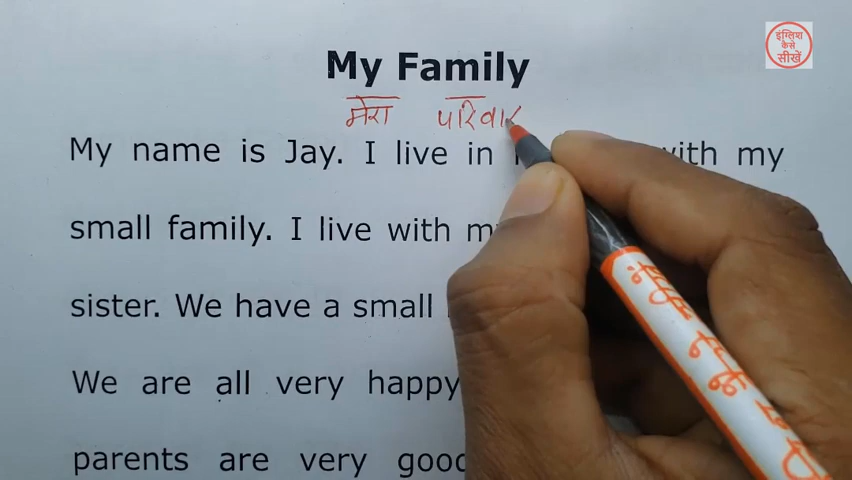 इंग्लिश
कैसे
सीखें
My Family
मेरा परिवार
My name is Jay. I live in with my
small family. I live with
sister. We have a small
We are all very happy
parents are very good